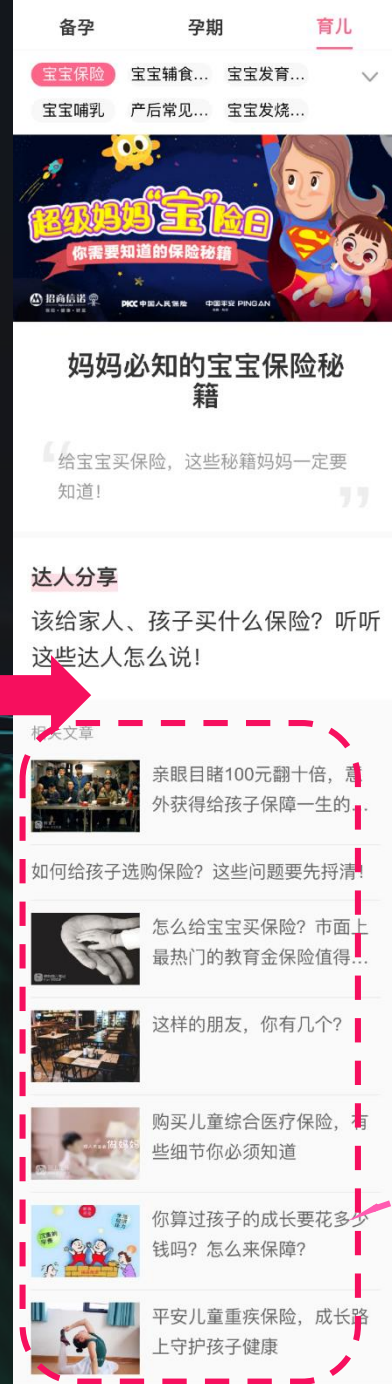 备孕
孕期
育儿
宝宝保险
宝宝辅食...
宝宝发育...
宝宝哺乳
产后常见...
宝宝发烧...
超级妈妈“宝”险日
你需要知道的保险秘籍
招商信诺
PICC 中国人民保险
中国平安 PING AN
妈妈必知的宝宝保险秘
籍
“给宝宝买保险，这些秘籍妈妈一定要
知道！”
达人分享
该给家人、孩子买什么保险？听听
这些达人怎么说！
相关文章
亲眼目睹100元翻十倍，意
外获得给孩子保障一生的...
如何给孩子选购保险？这些问题要先捋清！
怎么给宝宝买保险？市面上
最热门的教育金保险值得...
这样的朋友，你有几个？
购买儿童综合医疗保险，有
些细节你必须知道
你算过孩子的成长要花多少
钱吗？怎么来保障？
平安儿童重疾保险，成长路
上守护孩子健康